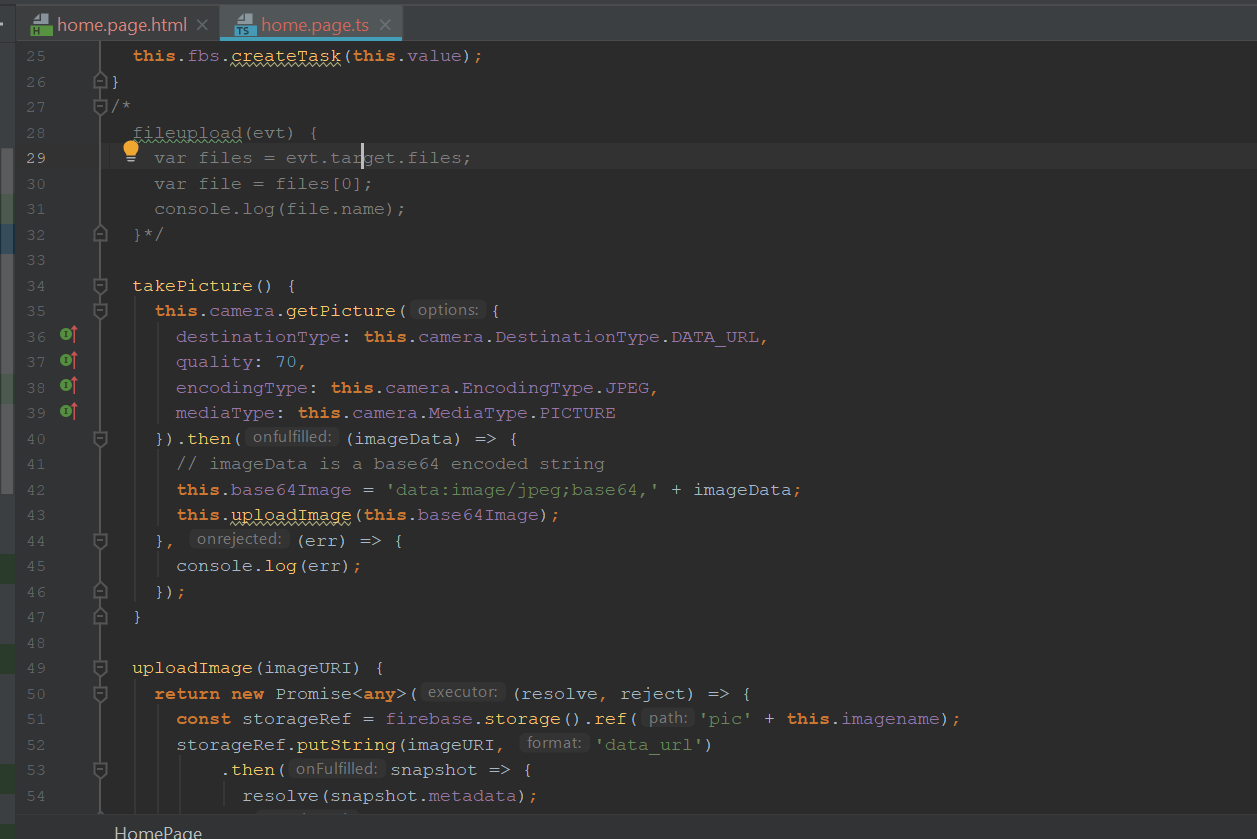 H home.page.html TS home.page.ts
25 this.fbs.createTask(this.value);
26 }
27 /*
28 fileupload(evt) {
29 var files = evt.target.files;
30 var file = files[0];
31 console.log(file.name);
32 }*/
33
34 takePicture() {
35 this.camera.getPicture( options: {
36 destinationType: this.camera.DestinationType.DATA_URL,
37 quality: 70,
38 encodingType: this.camera.EncodingType.JPEG,
39 mediaType: this.camera.MediaType.PICTURE
40 }).then( onfulfilled: (imageData) => {
41 // imageData is a base64 encoded string
42 this.base64Image = 'data:image/jpeg;base64,' + imageData;
43 this.uploadImage(this.base64Image);
44 }, onrejected: (err) => {
45 console.log(err);
46 });
47 }
48
49 uploadImage(imageURI) {
50 return new Promise<any>( executor: (resolve, reject) => {
51 const storageRef = firebase.storage().ref( path: 'pic' + this.imagename);
52 storageRef.putString(imageURI, format: 'data_url')
53 .then( onFulfilled: snapshot => {
54 resolve(snapshot.metadata);
HomePage